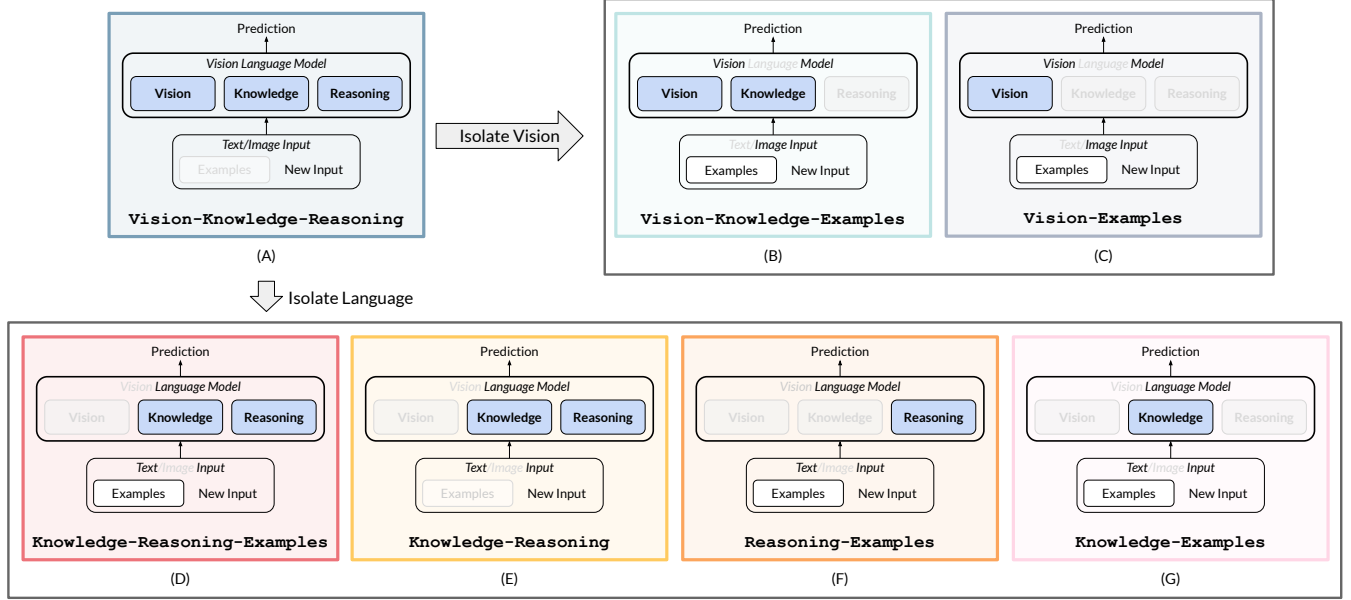 Prediction
Vision Language Model
Vision Knowledge Reasoning
Text/Image Input
Examples New Input
Vision-Knowledge-Reasoning
(A)
Isolate Vision
Prediction
Vision Language Model
Vision Knowledge Reasoning
Text/Image Input
Examples New Input
Vision-Knowledge-Examples
(B)
Prediction
Vision Language Model
Vision Knowledge Reasoning
Text/Image Input
Examples New Input
Vision-Examples
(C)
Isolate Language
Prediction
Vision Language Model
Vision Knowledge Reasoning
Text/Image Input
Examples New Input
Knowledge-Reasoning-Examples
(D)
Prediction
Vision Language Model
Vision Knowledge Reasoning
Text/Image Input
Examples New Input
Knowledge-Reasoning
(E)
Prediction
Vision Language Model
Vision Knowledge Reasoning
Text/Image Input
Examples New Input
Reasoning-Examples
(F)
Prediction
Vision Language Model
Vision Knowledge Reasoning
Text/Image Input
Examples New Input
Knowledge-Examples
(G)